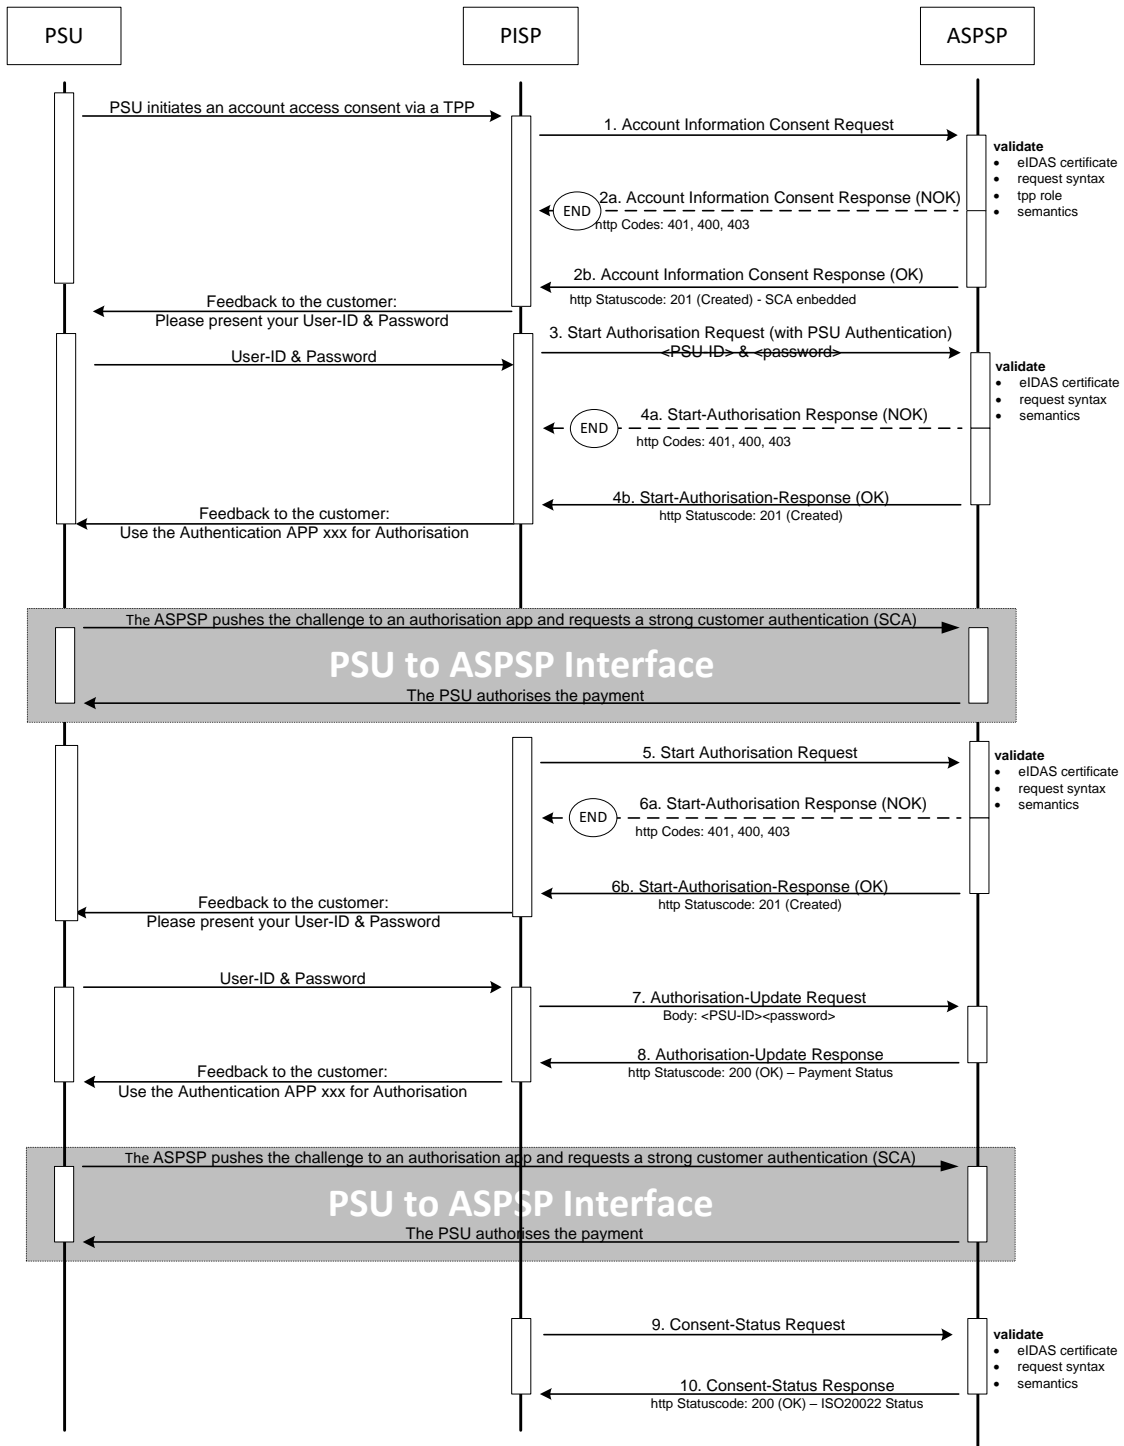 PSU
PISP
ASPSP
PSU initiates an account access consent via a TPP
1. Account Information Consent Request
validate
• eIDAS certificate
• request syntax
• tpp role
• semantics
2a. Account Information Consent Response (NOK)
END
http Codes: 401, 400, 403
2b. Account Information Consent Response (OK)
http Statuscode: 201 (Created) - SCA enbedded
Feedback to the customer:
Please present your User-ID & Password
3. Start Authorisation Request (with PSU Authentication)
<PSU-ID> & <password>
User-ID & Password
validate
• eIDAS certificate
• request syntax
• semantics
4a. Start-Authorisation Response (NOK)
END
http Codes: 401, 400, 403
4b. Start-Authorisation-Response (OK)
http Statuscode: 201 (Created)
Feedback to the customer:
Use the Authentication APP xxx for Authorisation
The ASPSP pushes the challenge to an authorisation app and requests a strong customer authentication (SCA)
PSU to ASPSP Interface
The PSU authorises the payment
5. Start Authorisation Request
validate
• eIDAS certificate
• request syntax
• semantics
6a. Start-Authorisation Response (NOK)
END
http Codes: 401, 400, 403
6b. Start-Authorisation-Response (OK)
http Statuscode: 201 (Created)
Feedback to the customer:
Please present your User-ID & Password
User-ID & Password
7. Authorisation-Update Request
Body: <PSU-ID><password>
8. Authorisation-Update Response
http Statuscode: 200 (OK) – Payment Status
Feedback to the customer:
Use the Authentication APP xxx for Authorisation
The ASPSP pushes the challenge to an authorisation app and requests a strong customer authentication (SCA)
PSU to ASPSP Interface
The PSU authorises the payment
9. Consent-Status Request
validate
• eIDAS certificate
• request syntax
• semantics
10. Consent-Status Response
http Statuscode: 200 (OK) – ISO20022 Status